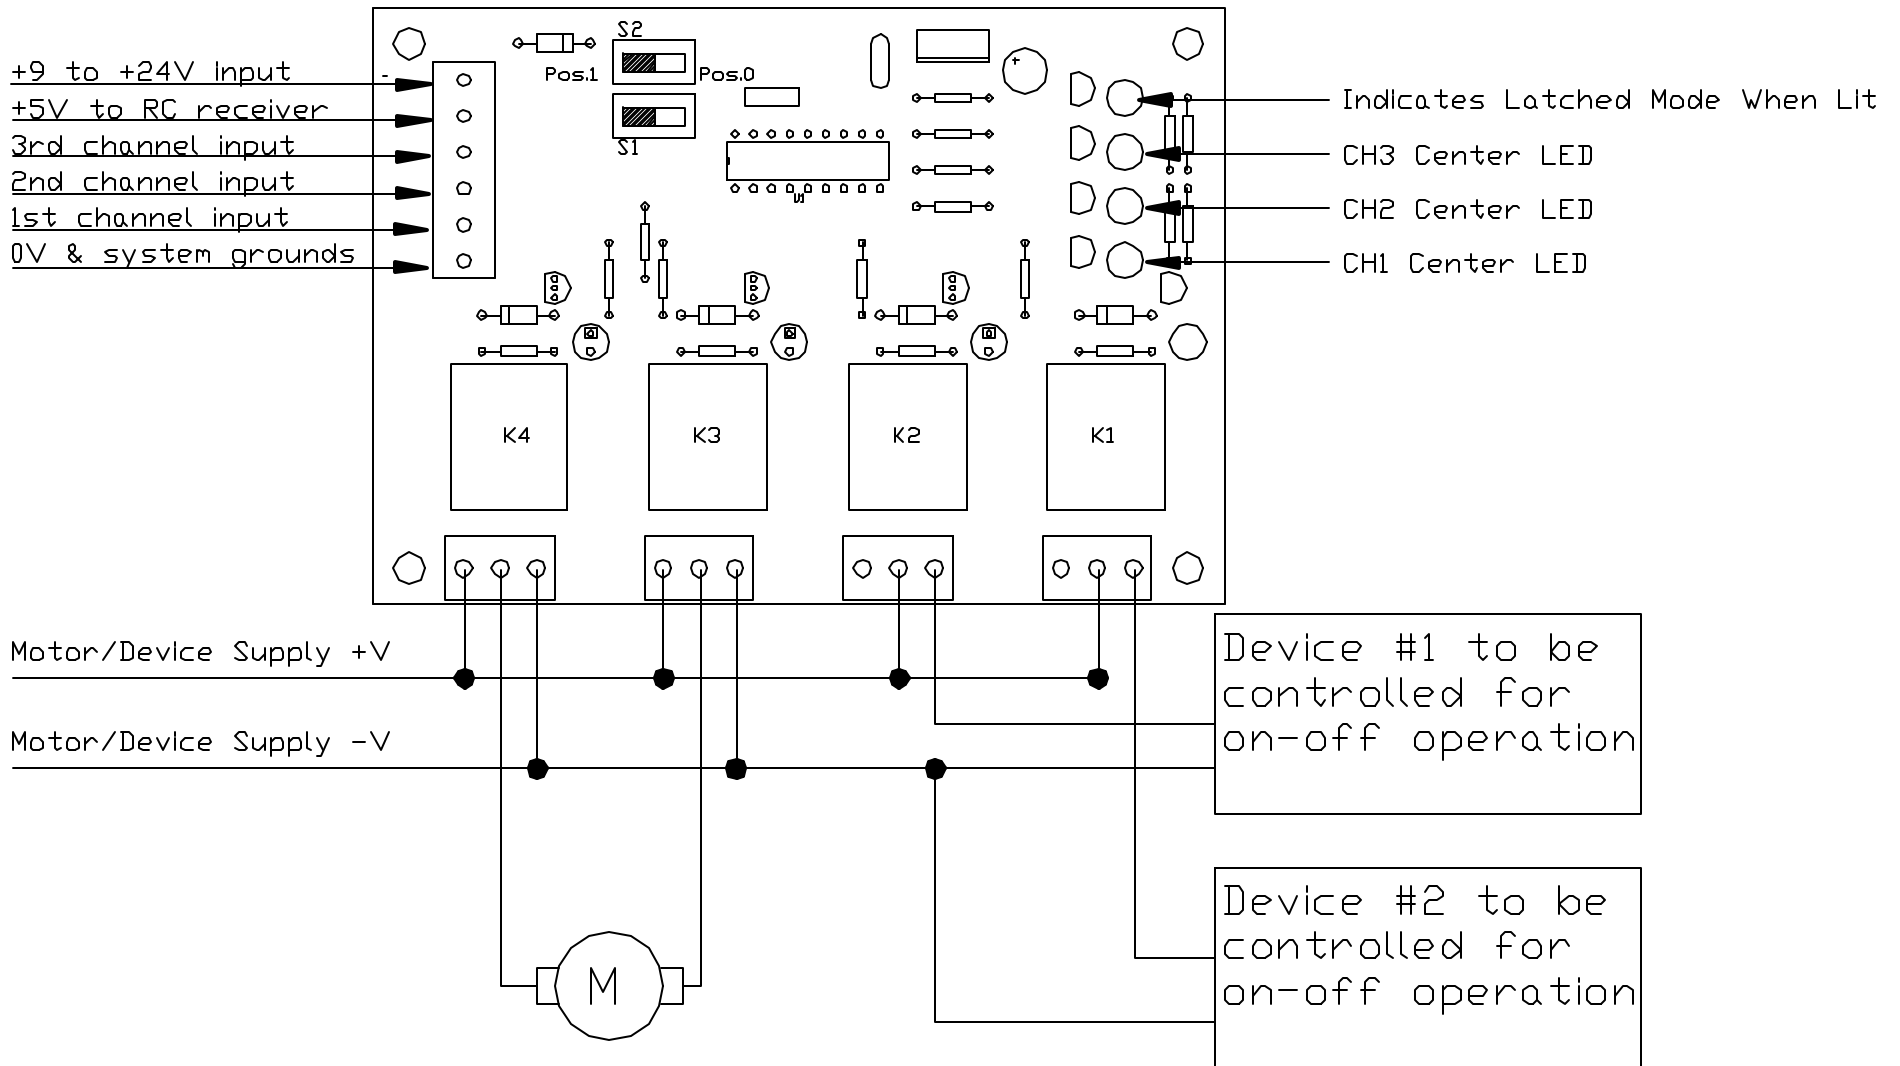 S2
Pos.1
Pos.0
S1
+
U1
+9 to +24V input -
+5V to RC receiver
3rd channel input
2nd channel input
1st channel input
0V & system grounds
Indicates Latched Mode When Lit
CH3 Center LED
CH2 Center LED
CH1 Center LED
K4
K3
K2
K1
Motor/Device Supply +V
Motor/Device Supply -V
Device #1 to be
controlled for
on-off operation
Device #2 to be
controlled for
on-off operation
M